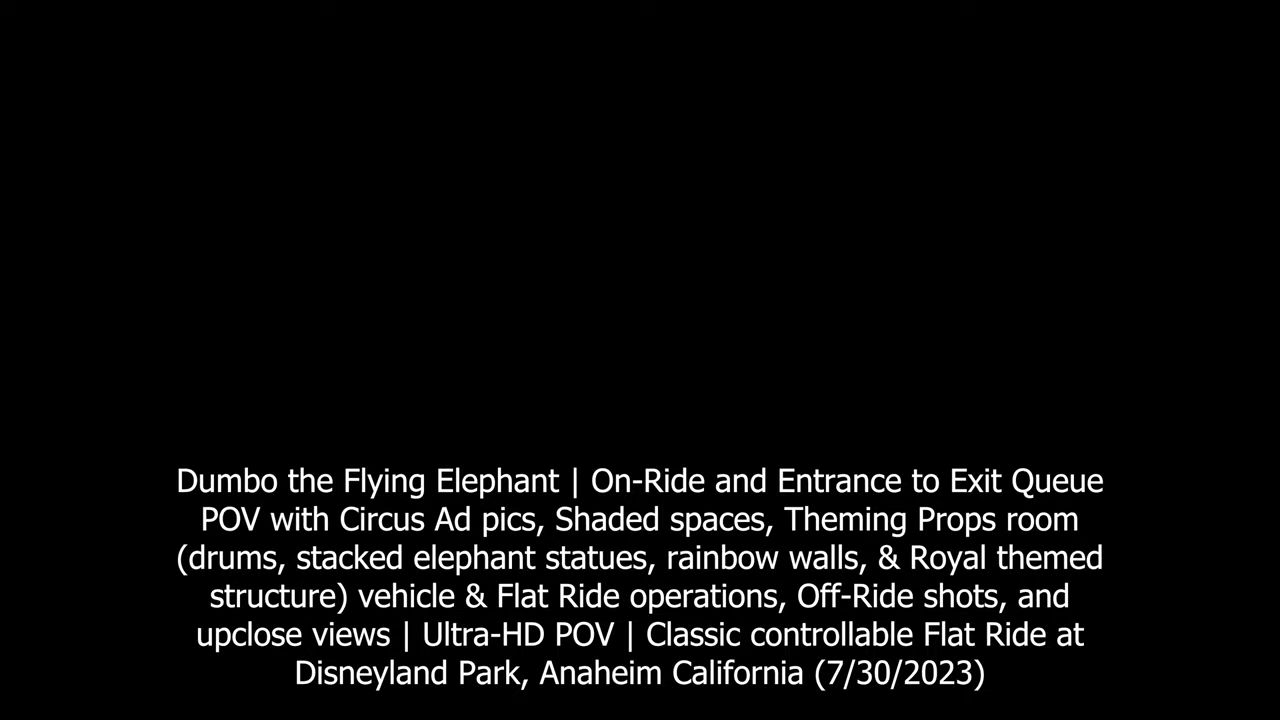 Dumbo the Flying Elephant | On-Ride and Entrance to Exit Queue
POV with Circus Ad pics, Shaded spaces, Theming Props room
(drums, stacked elephant statues, rainbow walls, & Royal themed
structure) vehicle & Flat Ride operations, Off-Ride shots, and
upclose views | Ultra-HD POV | Classic controllable Flat Ride at
Disneyland Park, Anaheim California (7/30/2023)